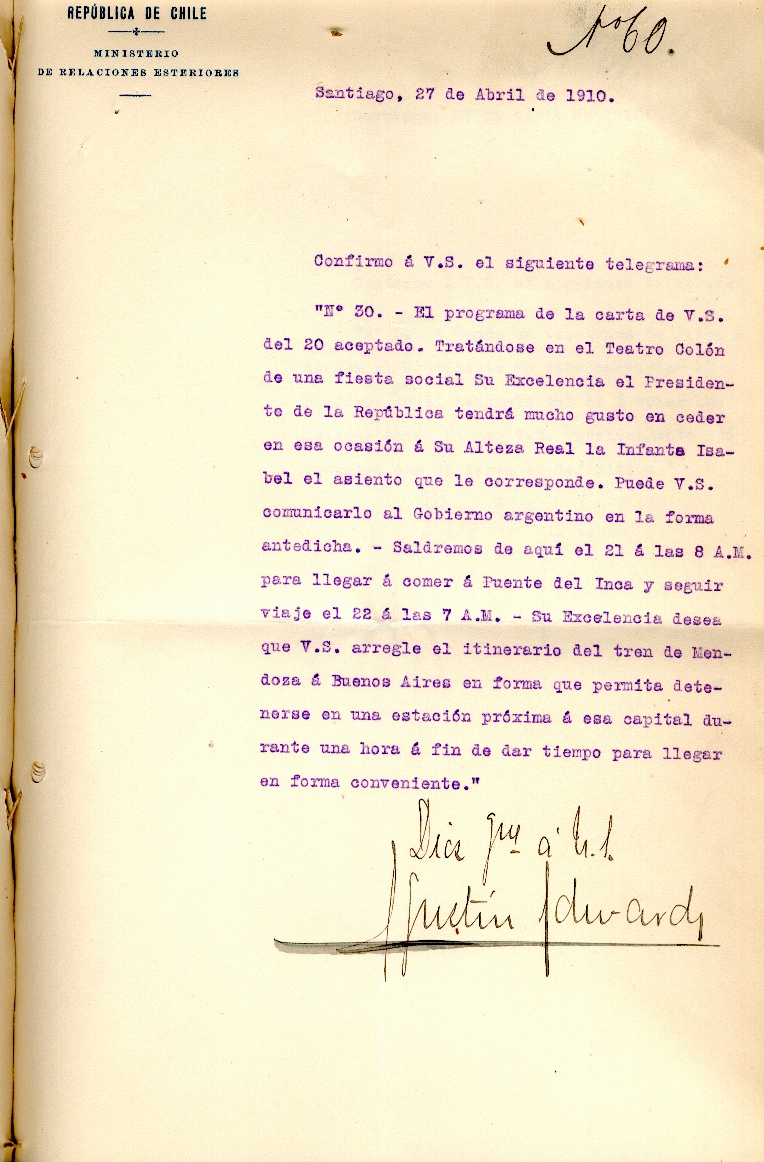 REPÚBLICA DE CHILE
MINISTERIO
DE RELACIONES ESTERIORES
Nº 60.
Santiago, 27 de Abril de 1910.
Confirmo á V.S. el siguiente telegrama:
"Nº 30. - El programa de la carta de V.S.
del 20 aceptado. Tratándose en el Teatro Colón
de una fiesta social Su Excelencia el Presiden-
te de la República tendrá mucho gusto en ceder
en esa ocasión á Su Alteza Real la Infanta Isa-
bel el asiento que le corresponde. Puede V.S.
comunicarlo al Gobierno argentino en la forma
antedicha. - Saldremos de aquí el 21 á las 8 A.M.
para llegar á comer á Puente del Inca y seguir
viaje el 22 á las 7 A.M. - Su Excelencia desea
que V.S. arregle el itinerario del tren de Men-
doza á Buenos Aires en forma que permita dete-
nerse en una estación próxima á esa capital du-
rante una hora á fin de dar tiempo para llegar
en forma conveniente."
Dios gue á V.S.
Agustín Edwards